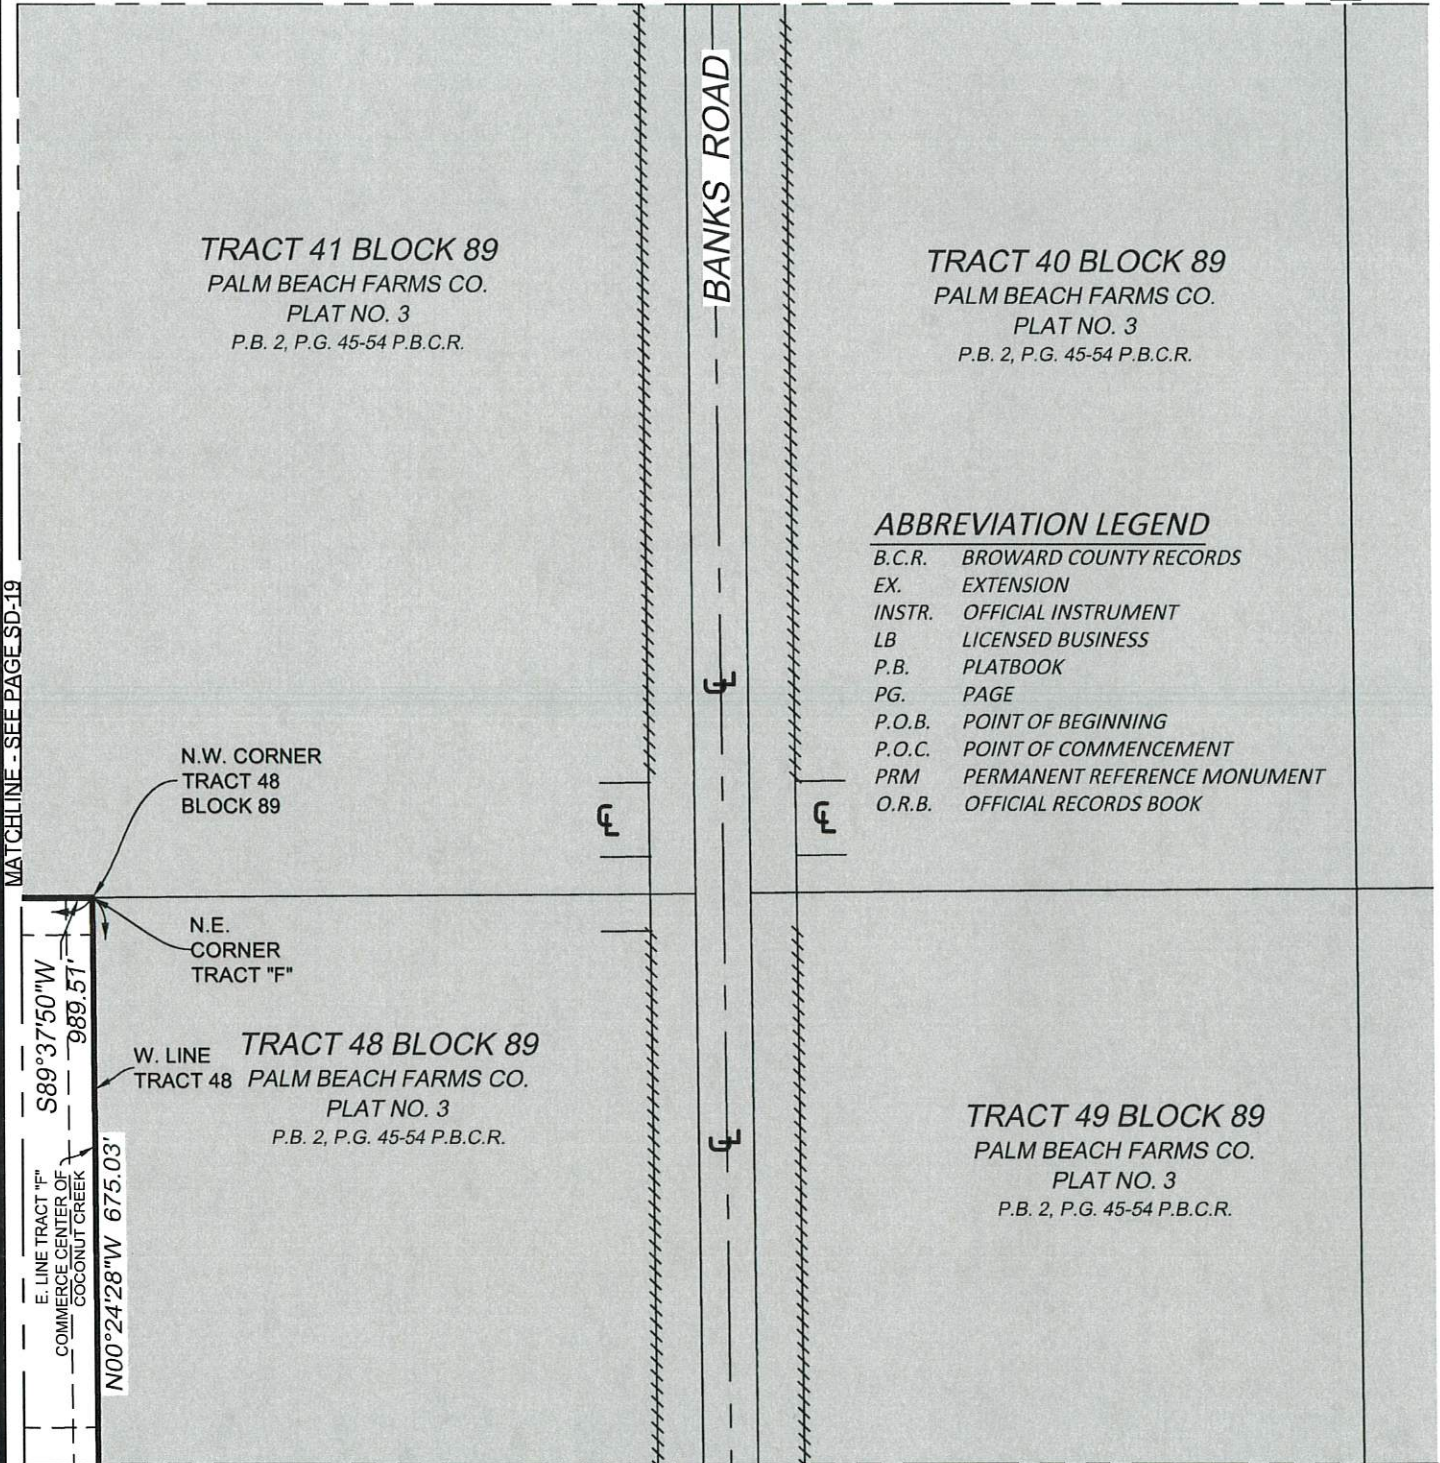 BANKS ROAD
TRACT 41 BLOCK 89
PALM BEACH FARMS CO.
PLAT NO. 3
P.B. 2, P.G. 45-54 P.B.C.R.
TRACT 40 BLOCK 89
PALM BEACH FARMS CO.
PLAT NO. 3
P.B. 2, P.G. 45-54 P.B.C.R.
ABBREVIATION LEGEND
B.C.R. BROWARD COUNTY RECORDS
EX. EXTENSION
INSTR. OFFICIAL INSTRUMENT
LB LICENSED BUSINESS
P.B. PLATBOOK
PG. PAGE
P.O.B. POINT OF BEGINNING
P.O.C. POINT OF COMMENCEMENT
PRM PERMANENT REFERENCE MONUMENT
O.R.B. OFFICIAL RECORDS BOOK
MATCHLINE - SEE PAGE SD-19
N.W. CORNER
TRACT 48
BLOCK 89
℄
℄
℄
N.E.
CORNER
TRACT "F"
S89°37'50"W
989.51'
W. LINE
TRACT 48
TRACT 48 BLOCK 89
PALM BEACH FARMS CO.
PLAT NO. 3
P.B. 2, P.G. 45-54 P.B.C.R.
℄
TRACT 49 BLOCK 89
PALM BEACH FARMS CO.
PLAT NO. 3
P.B. 2, P.G. 45-54 P.B.C.R.
E. LINE TRACT "F"
COMMERCE CENTER OF
COCONUT CREEK
N00°24'28"W 675.03'